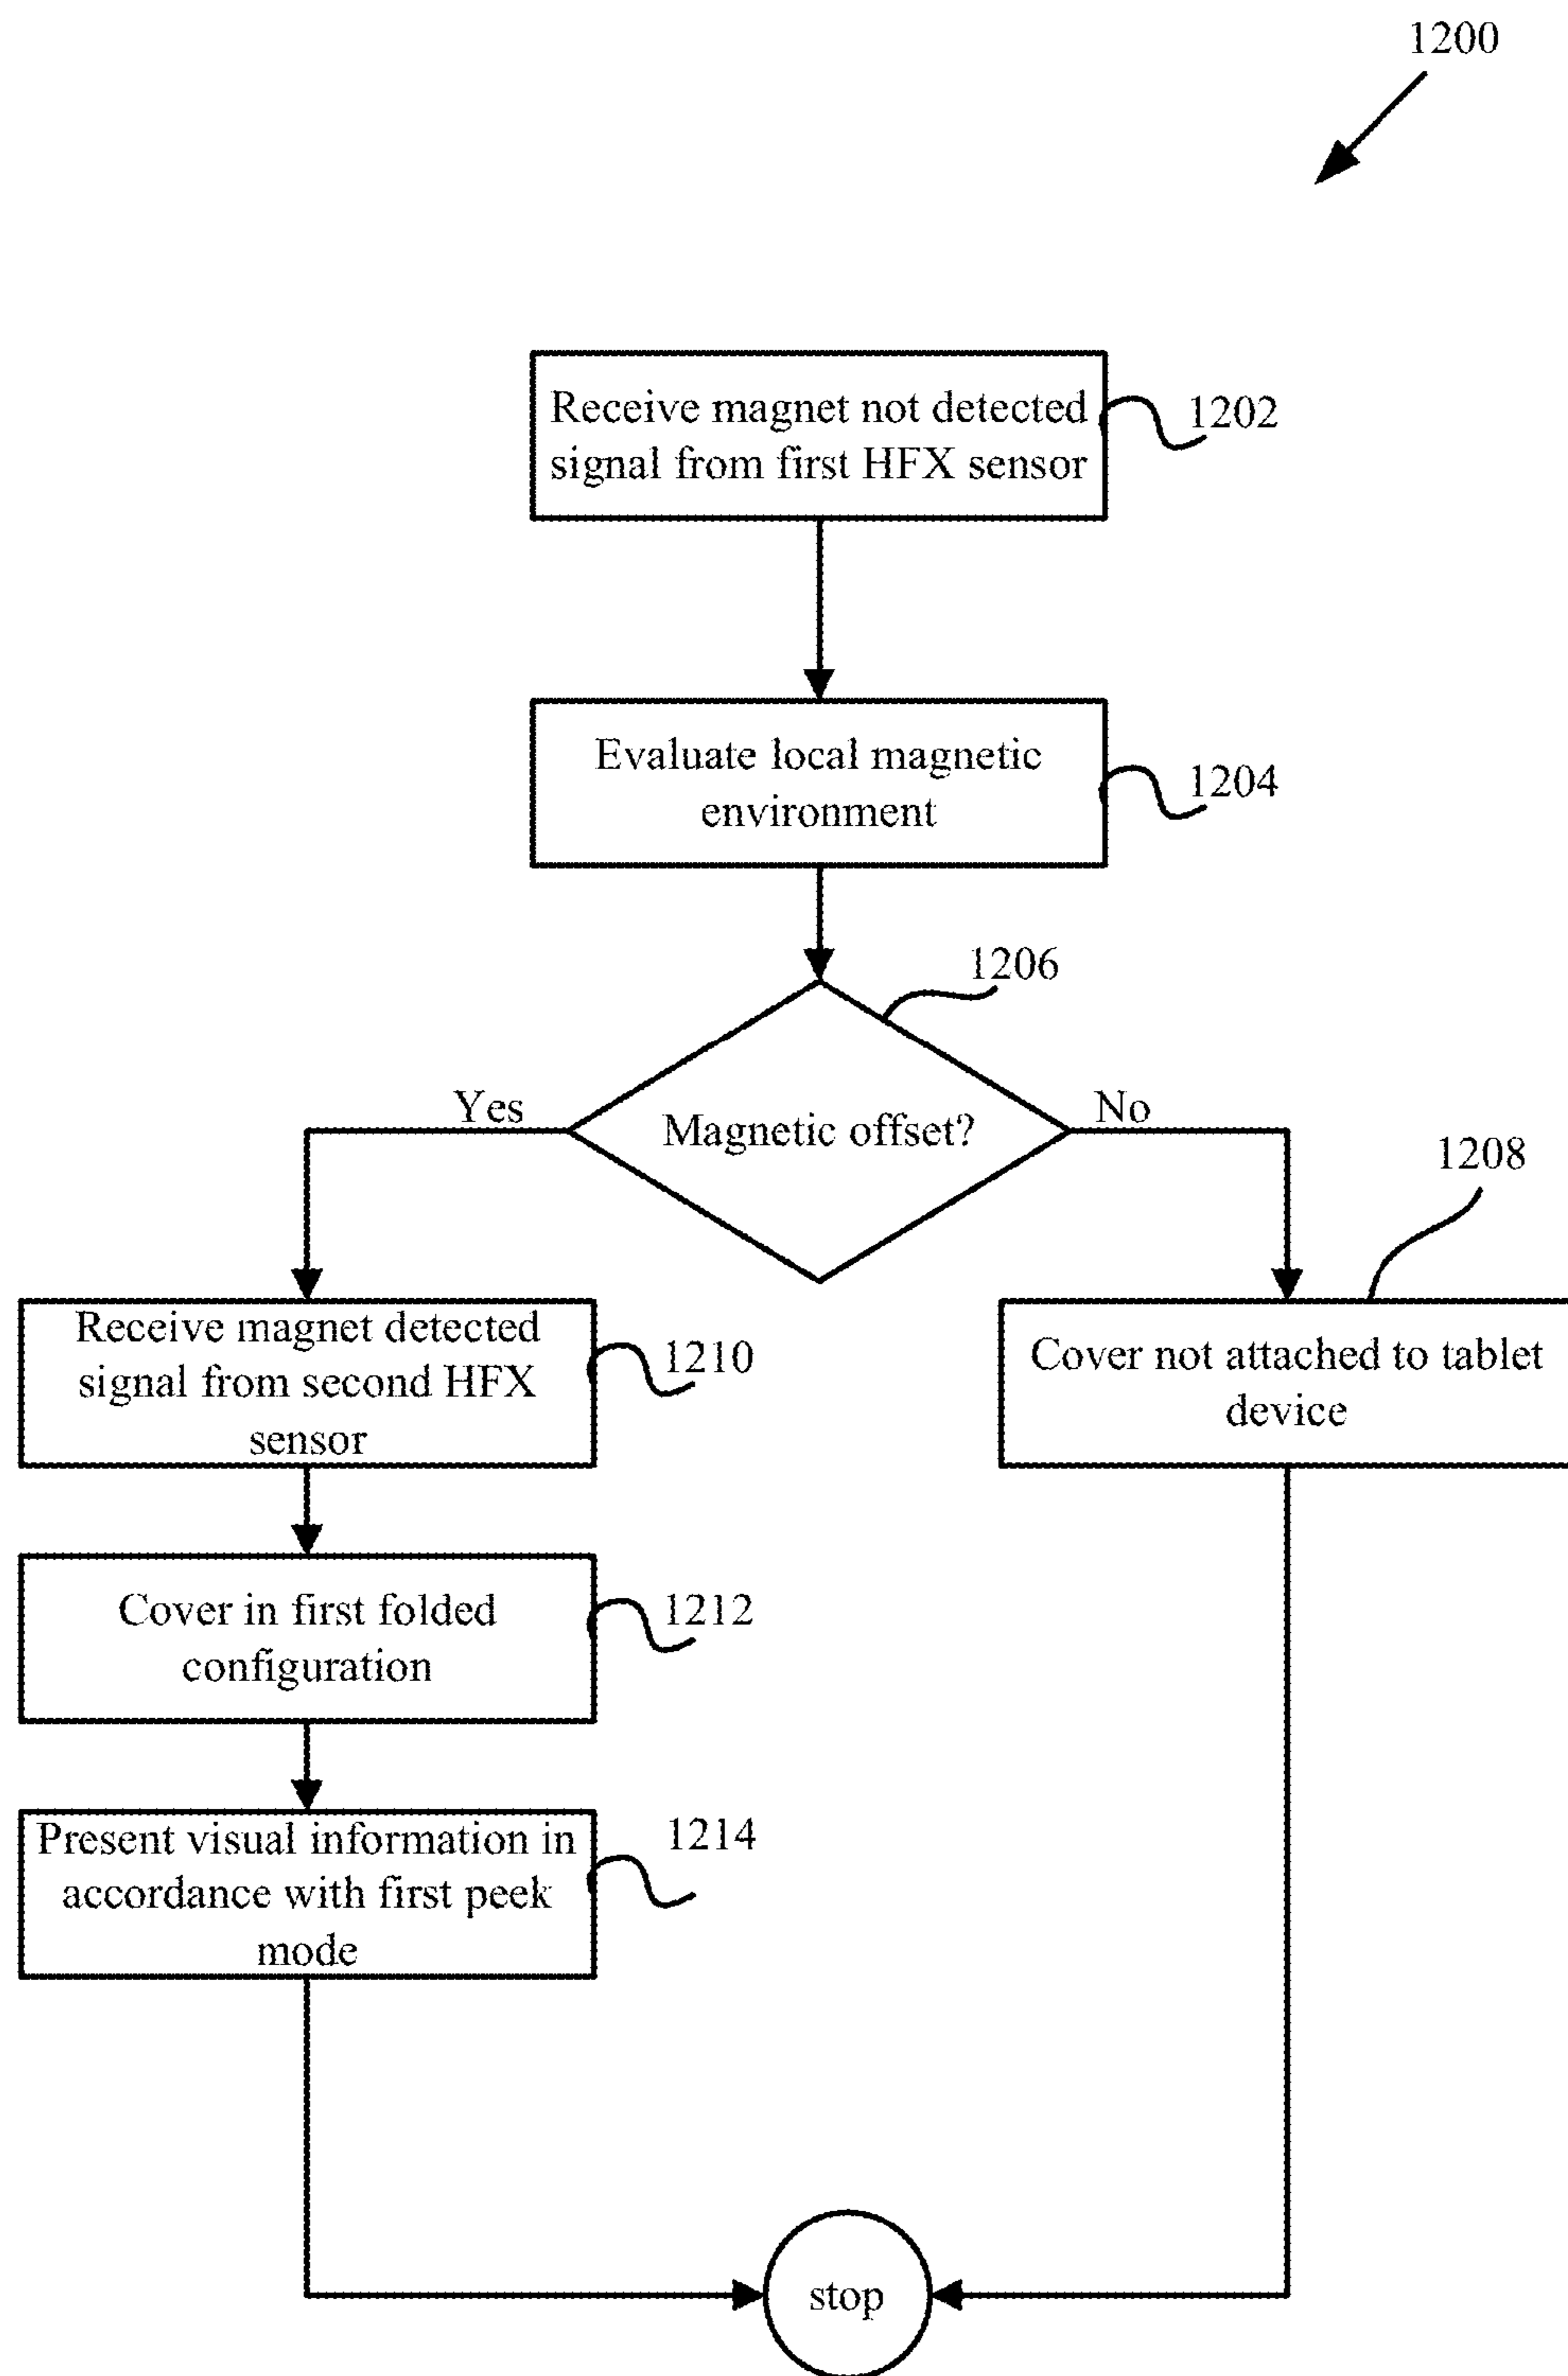 1200
Receive magnet not detected
signal from first HFX sensor
1202
Evaluate local magnetic
environment
1204
1206
Magnetic offset?
Yes
No
1208
Receive magnet detected
signal from second HFX
sensor
1210
Cover not attached to tablet
device
Cover in first folded
configuration
1212
Present visual information in
accordance with first peek
mode
1214
stop